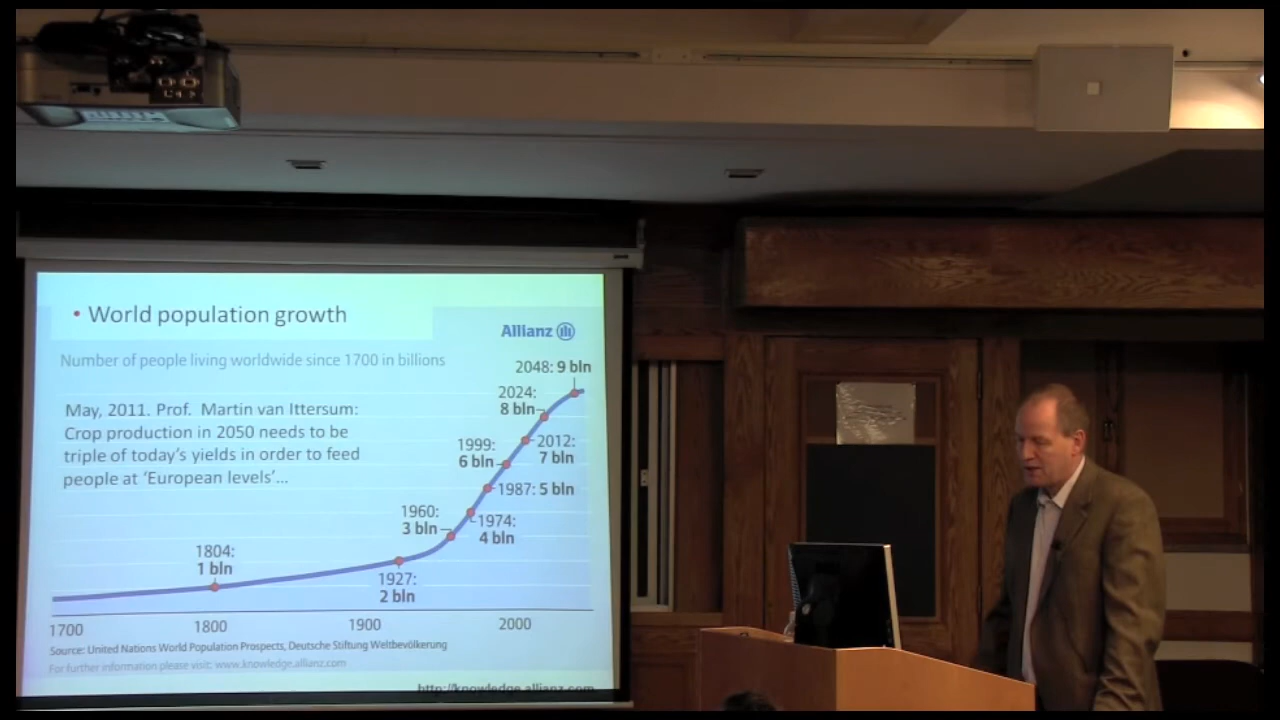 • World population growth
Allianz
Number of people living worldwide since 1700 in billions
2048: 9 bln
2024:
8 bln
May, 2011. Prof. Martin van Ittersum:
Crop production in 2050 needs to be
triple of today's yields in order to feed
people at 'European levels'...
1999:
6 bln
2012:
7 bln
1987: 5 bln
1960:
3 bln
1974:
4 bln
1804:
1 bln
1927:
2 bln
1700 1800 1900 2000
Source: United Nations World Population Prospects, Deutsche Stiftung Weltbevölkerung
For further information please visit: www.knowledge.allianz.com
http://knowledge.allianz.com